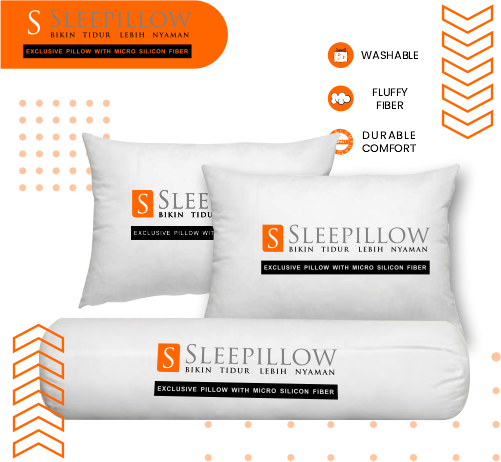 S SLEEPILLOW
BIKIN TIDUR LEBIH NYAMAN
EXCLUSIVE PILLOW WITH MICRO SILICON FIBER
WASHABLE
FLUFFY
FIBER
DURABLE
COMFORT
S SLEE
BIKIN TIDUR
EXCLUSIVE PILLOW WIT
S SLEEPILLOW
BIKIN TIDUR LEBIH NYAMAN
EXCLUSIVE PILLOW WITH MICRO SILICON FIBER
S SLEEPILLOW
BIKIN TIDUR LEBIH NYAMAN
EXCLUSIVE PILLOW WITH MICRO SILICON FIBER